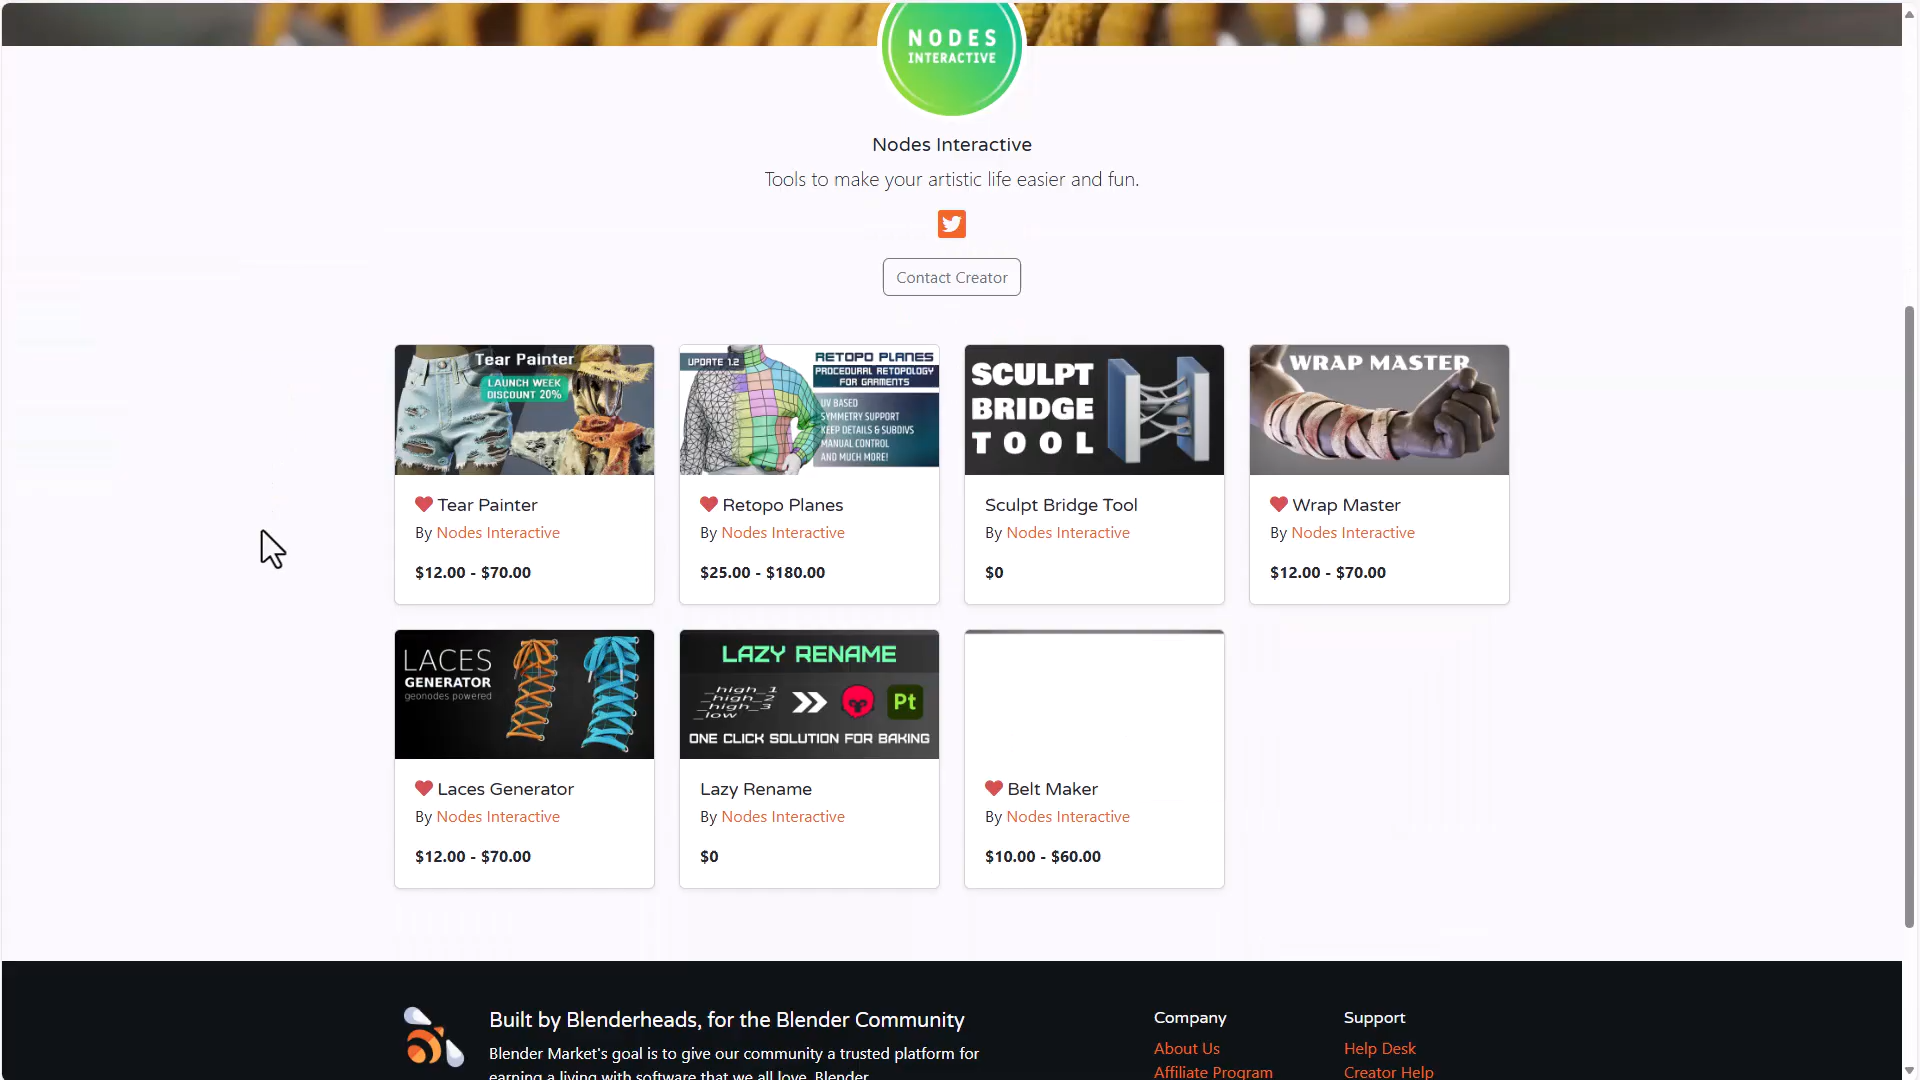 NODES
INTERACTIVE
Nodes Interactive
Tools to make your artistic life easier and fun.
Contact Creator
Tear Painter
LAUNCH WEEK
DISCOUNT 20%
UPDATE 1.2
RETOPO PLANES
PROCEDURAL RETOPOLOGY
FOR GARMENTS
UV BASED
SYMMETRY SUPPORT
KEEP DETAILS & SUBDIVS
MANUAL CONTROL
AND MUCH MORE!
SCULPT
BRIDGE
TOOL
WRAP MASTER
Tear Painter
By Nodes Interactive
$12.00 - $70.00
Retopo Planes
By Nodes Interactive
$25.00 - $180.00
Sculpt Bridge Tool
By Nodes Interactive
$0
Wrap Master
By Nodes Interactive
$12.00 - $70.00
LACES
GENERATOR
geonodes powered
LAZY RENAME
_high_1
_high_2
_high_3
_low
Pt
ONE CLICK SOLUTION FOR BAKING
Laces Generator
By Nodes Interactive
$12.00 - $70.00
Lazy Rename
By Nodes Interactive
$0
Belt Maker
By Nodes Interactive
$10.00 - $60.00
Built by Blenderheads, for the Blender Community
Blender Market's goal is to give our community a trusted platform for
earning a living with software that we all love, Blender.
Company
About Us
Affiliate Program
Support
Help Desk
Creator Help